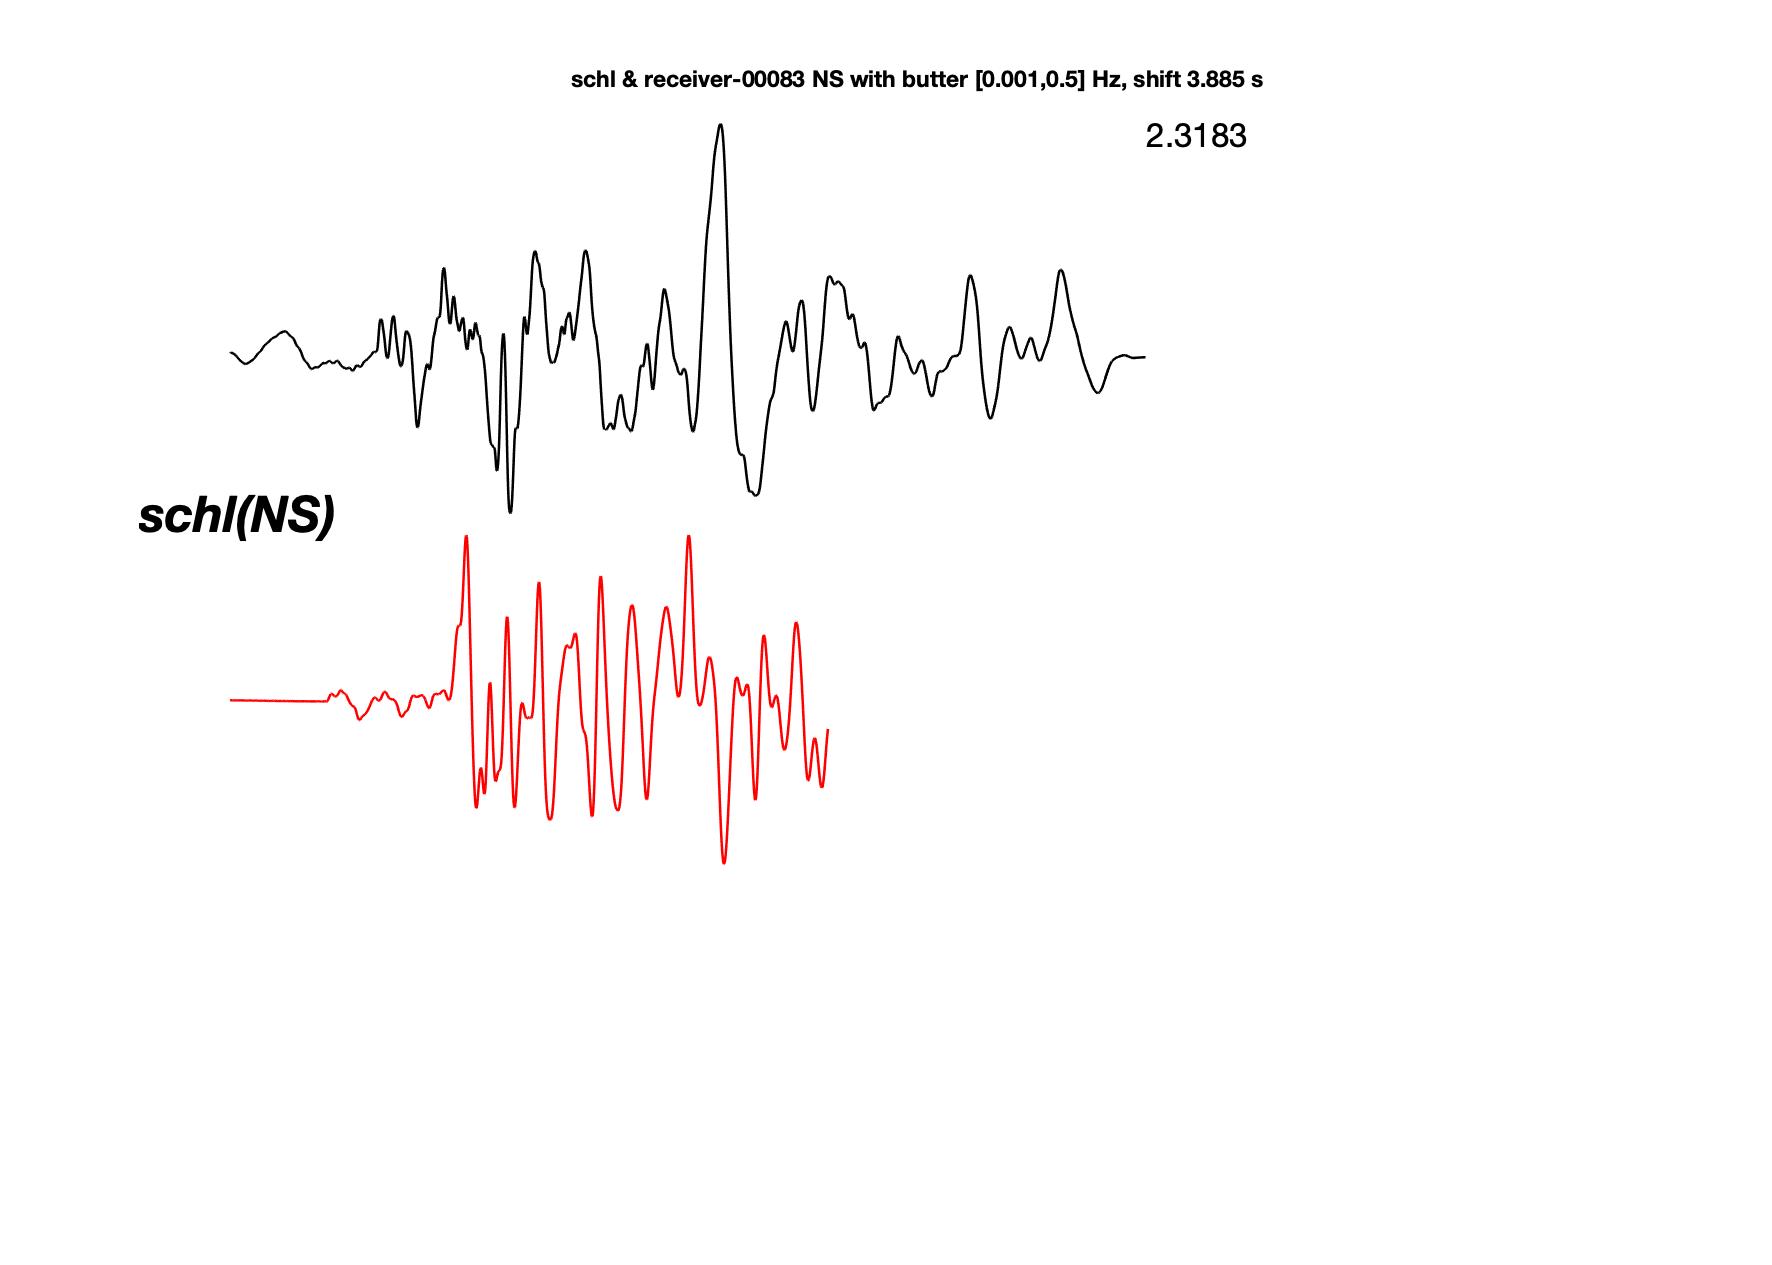 schl & receiver-00083 NS with butter [0.001,0.5] Hz, shift 3.885 s
2.3183
schl(NS)